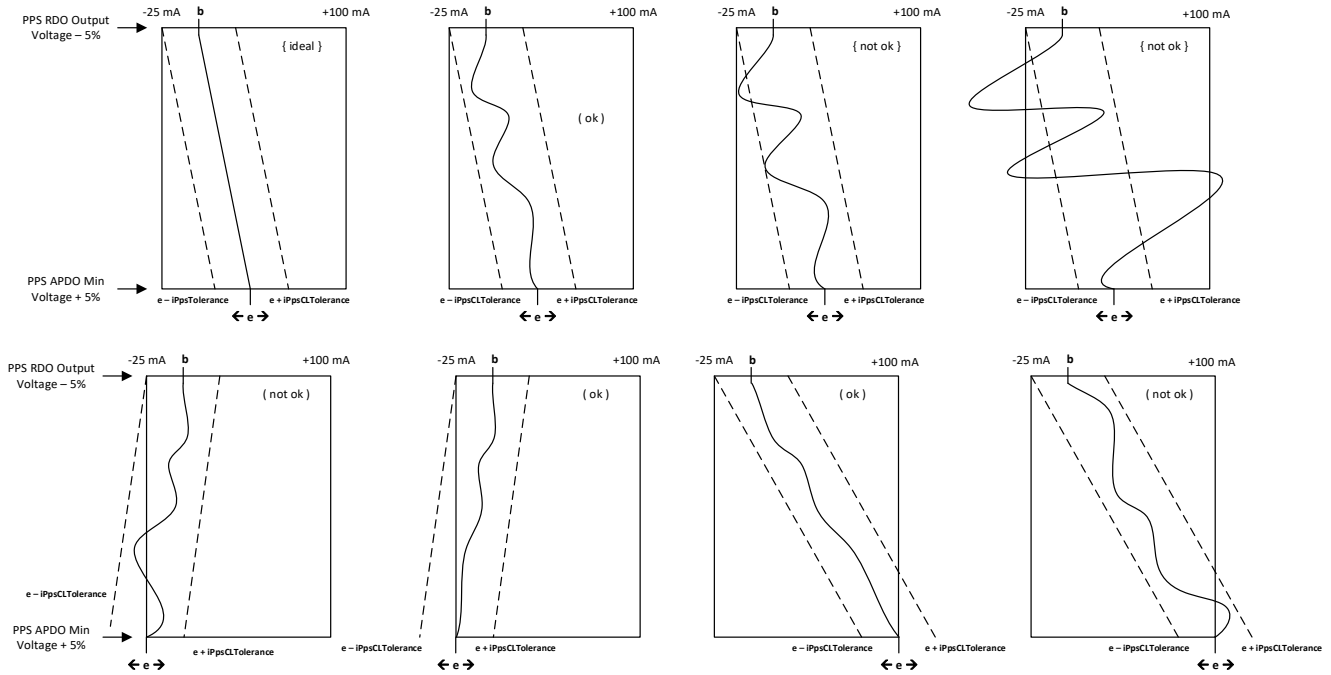 -25 mA b +100 mA
-25 mA b +100 mA
-25 mA b +100 mA
-25 mA b +100 mA
PPS RDO Output
Voltage – 5%
{ ideal }
( ok )
{ not ok }
{ not ok }
PPS APDO Min
Voltage + 5%
e – iPpsTolerance e + iPpsCLTolerance
e – iPpsCLTolerance e + iPpsCLTolerance
e – iPpsCLTolerance e + iPpsCLTolerance
e – iPpsCLTolerance e + iPpsCLTolerance
← e →
← e →
← e →
← e →
-25 mA b +100 mA
-25 mA b +100 mA
-25 mA b +100 mA
-25 mA b +100 mA
PPS RDO Output
Voltage – 5%
( not ok )
( ok )
( ok )
( not ok )
e – iPpsCLTolerance
PPS APDO Min
Voltage + 5%
e + iPpsCLTolerance
e – iPpsCLTolerance e + iPpsCLTolerance
e – iPpsCLTolerance e + iPpsCLTolerance
e – iPpsCLTolerance e + iPpsCLTolerance
← e →
← e →
← e →
← e →